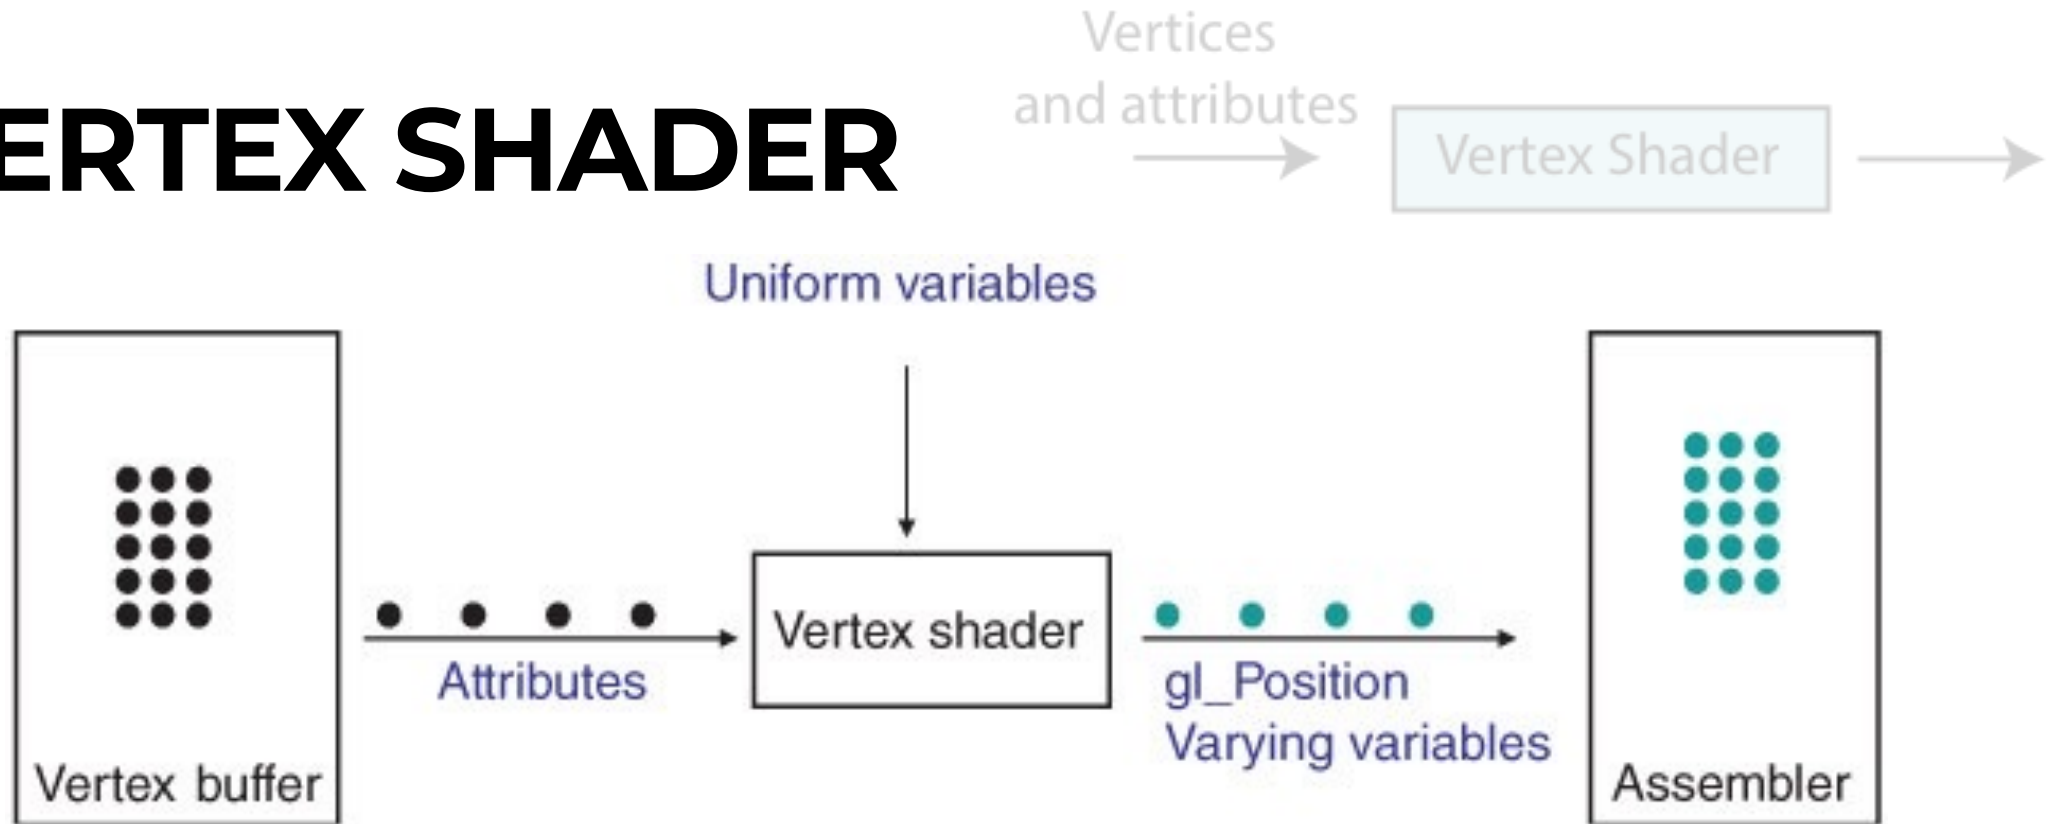 Vertices
and attributes
ERTEX SHADER
Vertex Shader
Uniform variables
Vertex shader
Attributes
gl_Position
Varying variables
Vertex buffer
Assembler